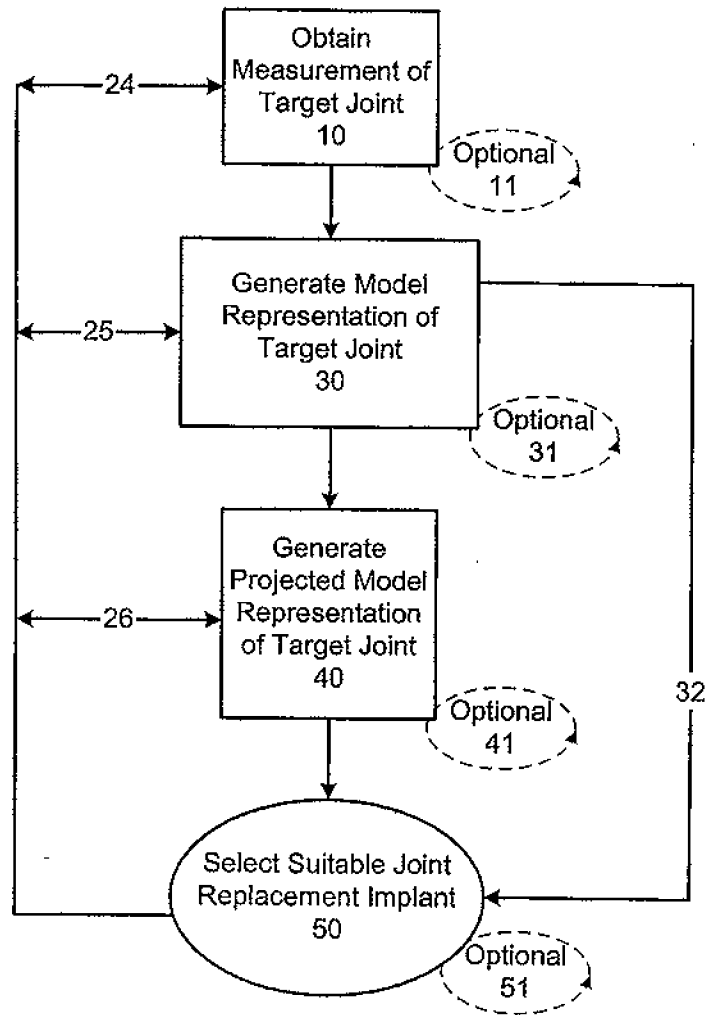 Obtain
Measurement of
Target Joint
10
24
Optional
11
Generate Model
Representation of
Target Joint
30
25
Optional
31
Generate
Projected Model
Representation
of Target Joint
40
26
32
Optional
41
Select Suitable Joint
Replacement Implant
50
Optional
51